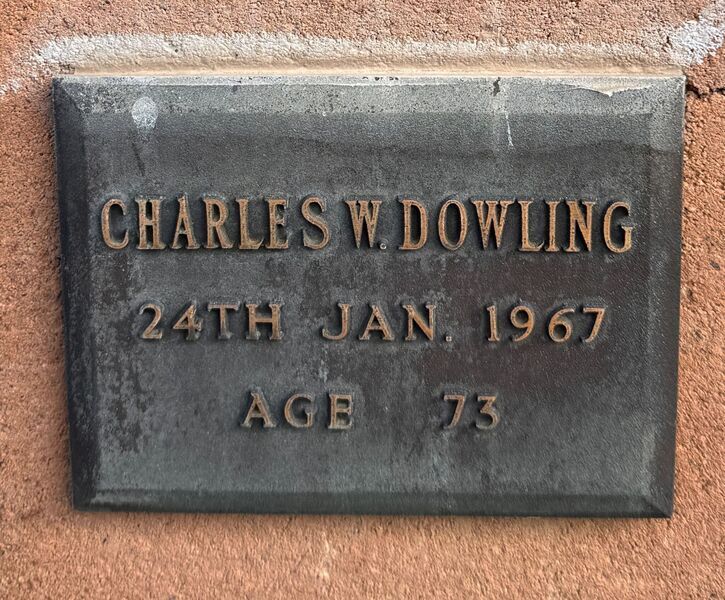 CHARLES W. DOWLING
24TH JAN. 1967
AGE 73